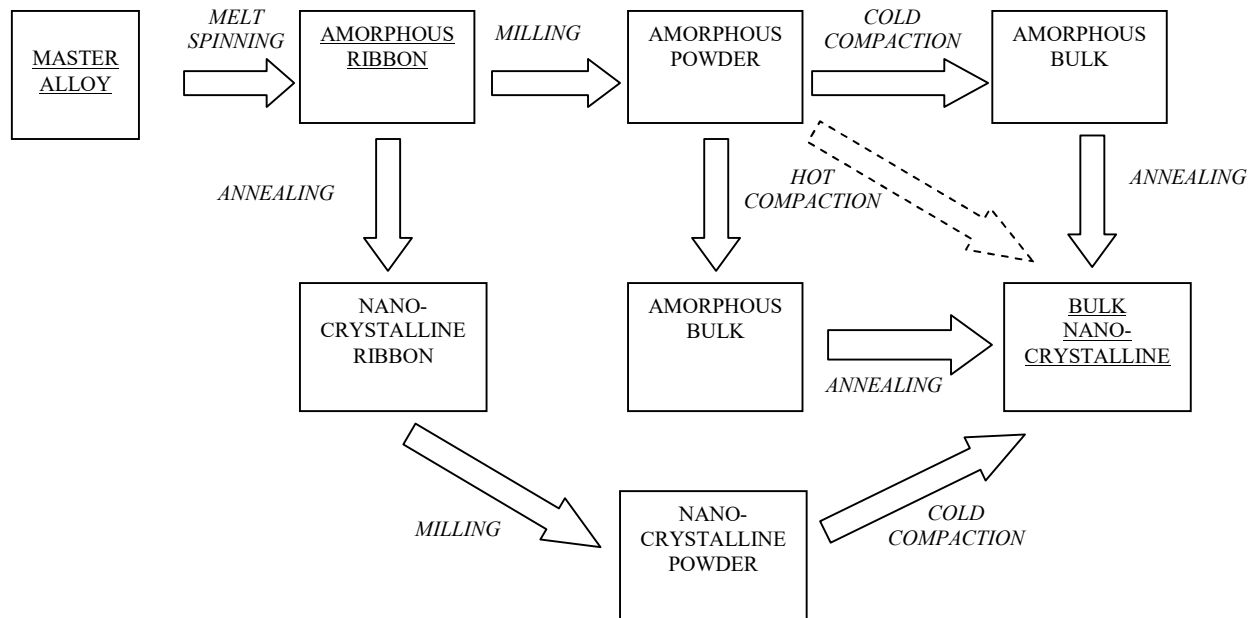 MELT
SPINNING
MILLING
COLD
COMPACTION
MASTER
ALLOY
AMORPHOUS
RIBBON
AMORPHOUS
POWDER
AMORPHOUS
BULK
ANNEALING
HOT
COMPACTION
ANNEALING
NANO-
CRYSTALLINE
RIBBON
AMORPHOUS
BULK
BULK
NANO-
CRYSTALLINE
ANNEALING
MILLING
NANO-
CRYSTALLINE
POWDER
COLD
COMPACTION